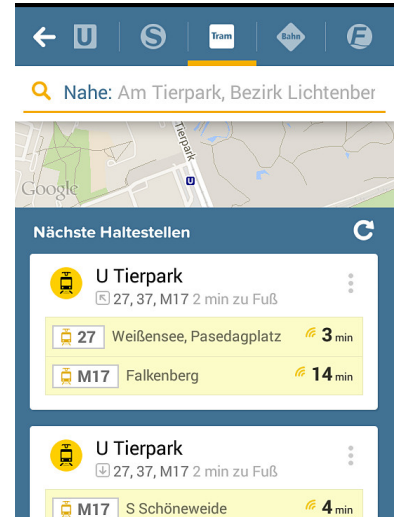 U
S
Tram
Bahn
F
Nahe: Am Tierpark, Bezirk Lichtenber
Tierpark
U
Google
Nächste Haltestellen
U Tierpark
27, 37, M17 2 min zu Fuß
27 Weißensee, Pasedagplatz 3 min
M17 Falkenberg 14 min
U Tierpark
27, 37, M17 2 min zu Fuß
M17 S Schöneweide 4 min